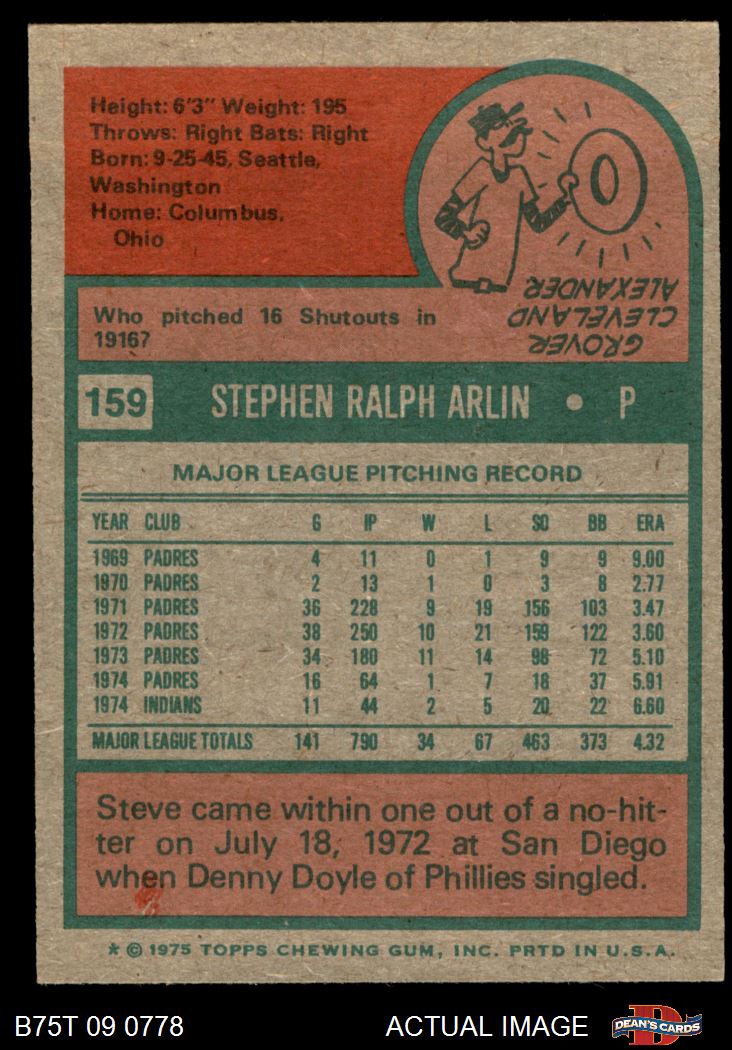 Height: 6'3" Weight: 195
Throws: Right Bats: Right
Born: 9-25-45, Seattle,
Washington
Home: Columbus,
Ohio
Who pitched 16 Shutouts in
1916?
GROVER
CLEVELAND
ALEXANDER
159 STEPHEN RALPH ARLIN • P
MAJOR LEAGUE PITCHING RECORD
YEAR CLUB G IP W L SO BB ERA
1969 PADRES 4 11 0 1 9 9 9.00
1970 PADRES 2 13 1 0 3 8 2.77
1971 PADRES 36 228 9 19 156 103 3.47
1972 PADRES 38 250 10 21 159 122 3.60
1973 PADRES 34 180 11 14 98 72 5.10
1974 PADRES 16 64 1 7 18 37 5.91
1974 INDIANS 11 44 2 5 20 22 6.60
MAJOR LEAGUE TOTALS 141 790 34 67 463 373 4.32
Steve came within one out of a no-hit-
ter on July 18, 1972 at San Diego
when Denny Doyle of Phillies singled.
* © 1975 TOPPS CHEWING GUM, INC. PRTD IN U.S.A.
B75T 09 0778 ACTUAL IMAGE D DEAN'S CARDS